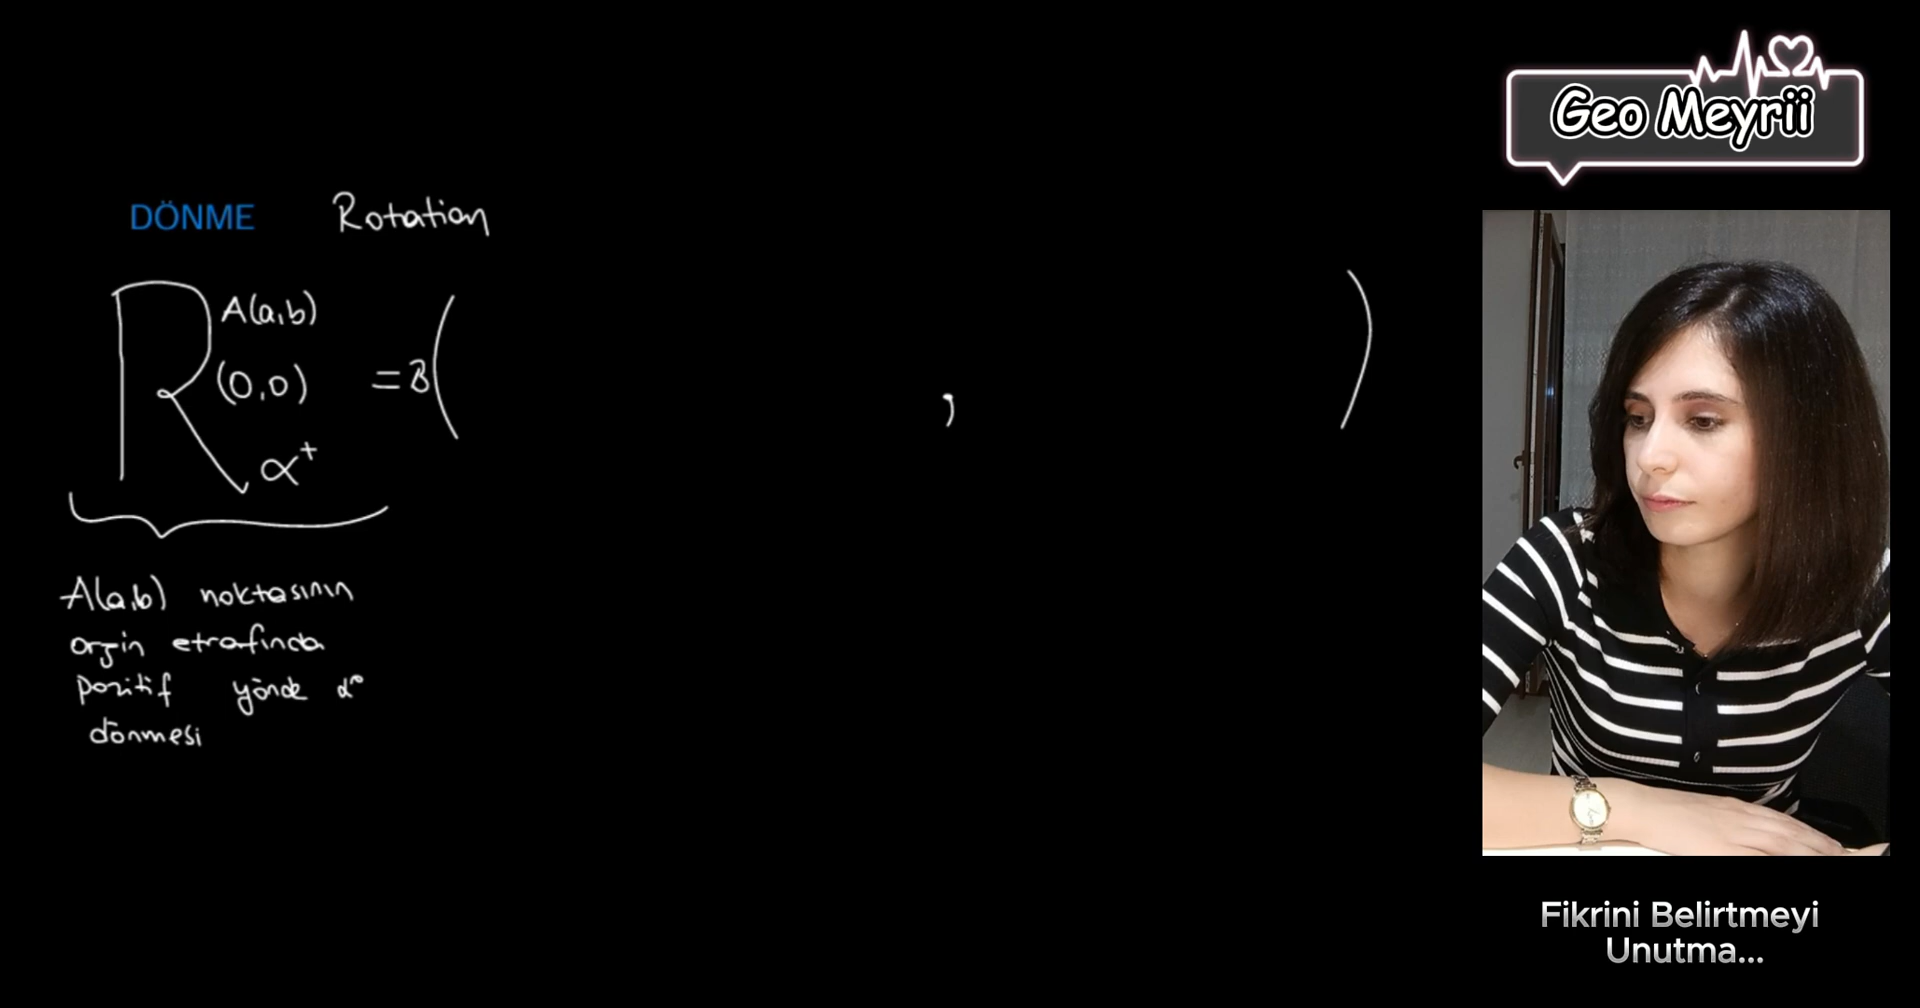 Geo Meyrii
DÖNME Rotation
R A(a,b)
(0,0) = B( , )
α+
A(a,b) noktasının
orjin etrafında
pozitif yönde α°
dönmesi
Fikrini Belirtmeyi
Unutma...